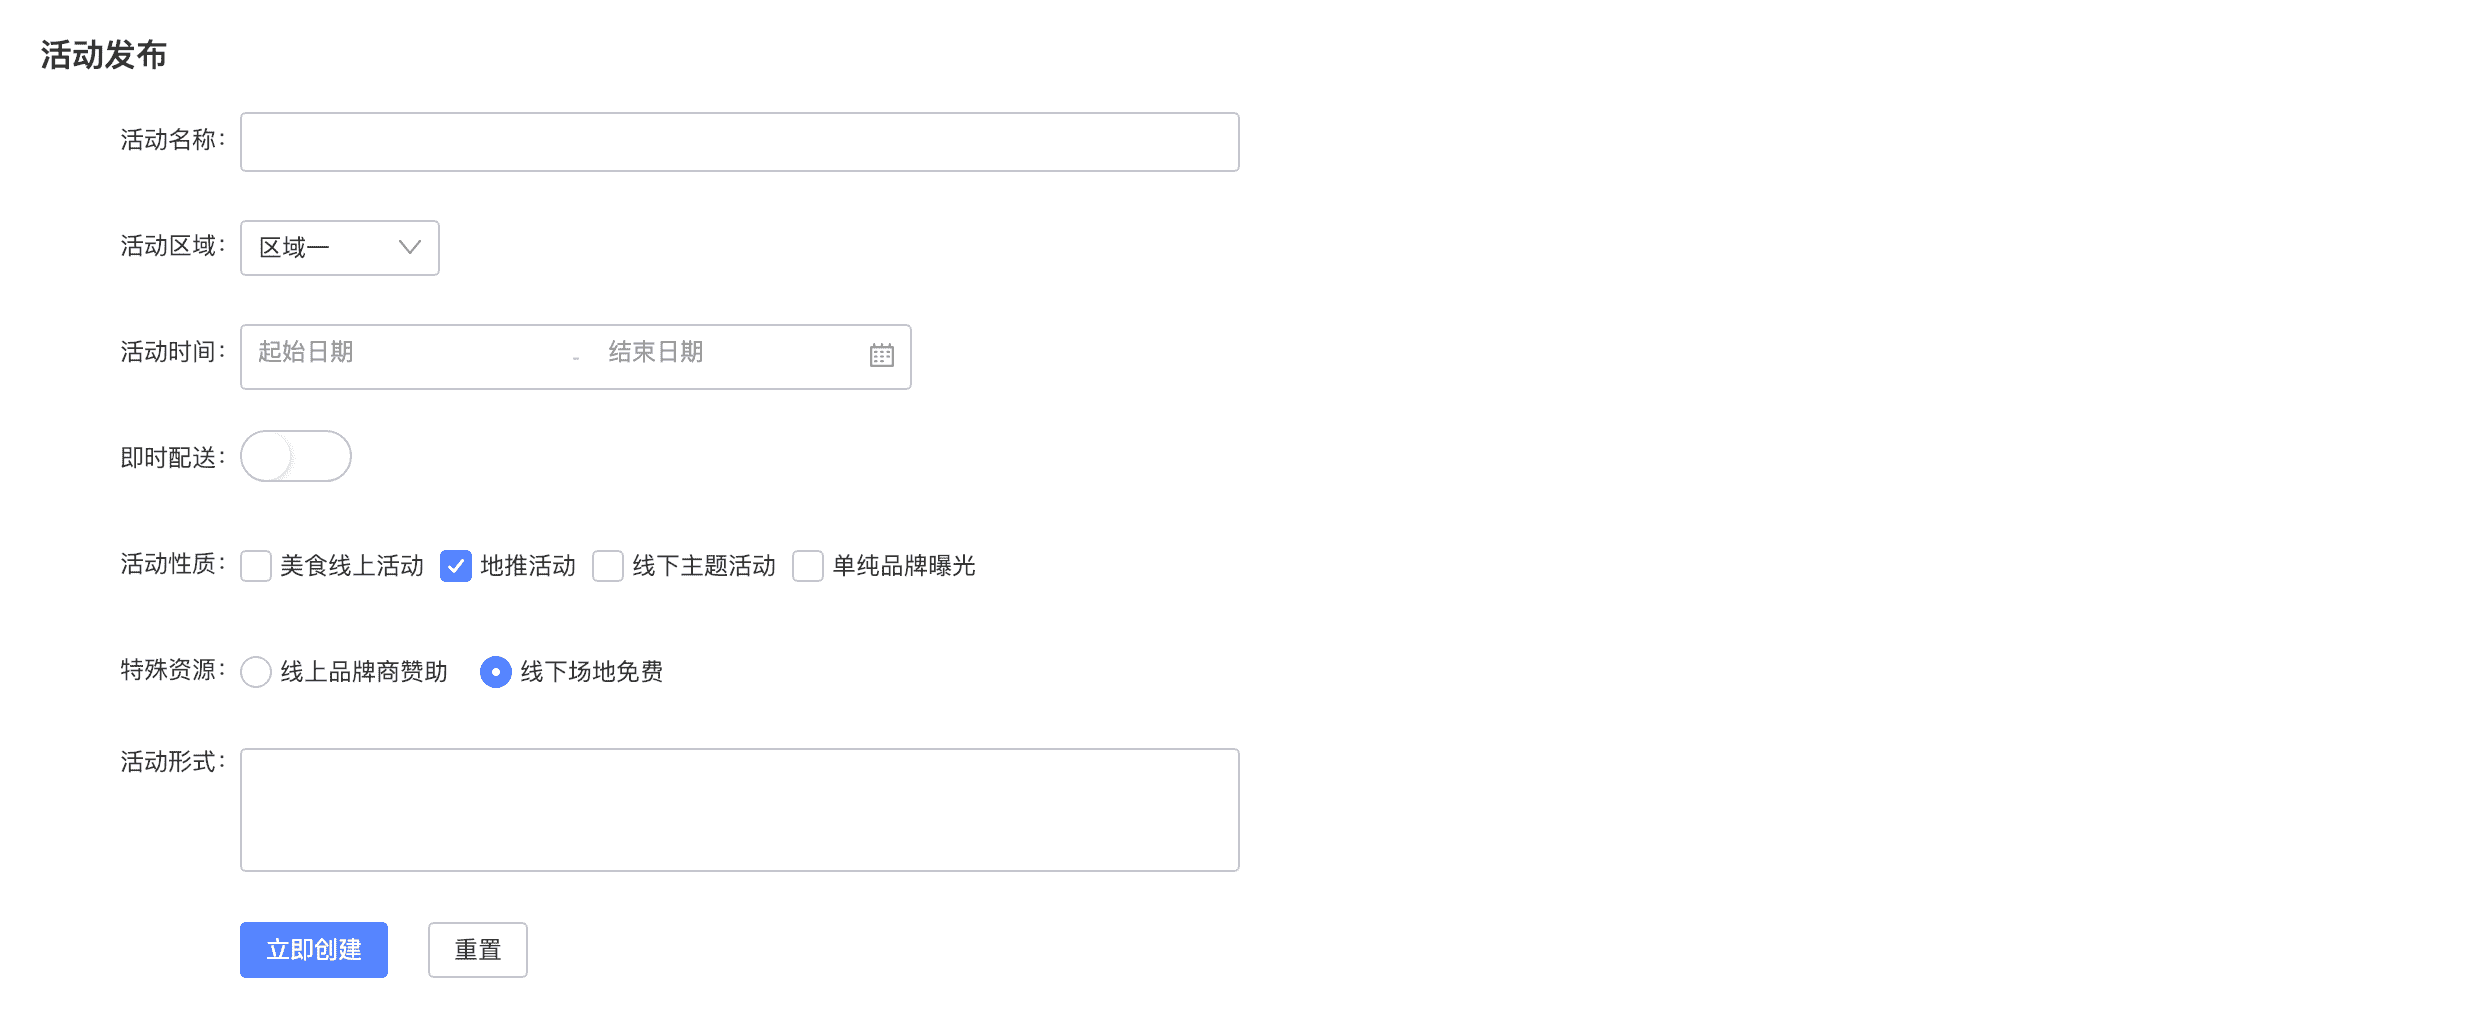 活动发布
活动名称：
活动区域： 区域一
活动时间： 起始日期 - 结束日期
即时配送：
活动性质： 美食线上活动 地推活动 线下主题活动 单纯品牌曝光
特殊资源： 线上品牌商赞助 线下场地免费
活动形式：
立即创建 重置